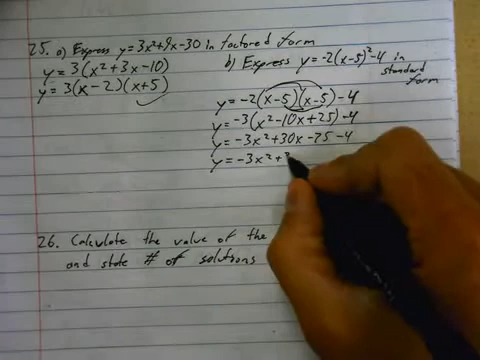 25. a) Express y = 3x² + 9x - 30 in factored form
y = 3(x² + 3x - 10)
y = 3(x - 2)(x + 5)
b) Express y = -2(x - 5)² - 4 in standard form
y = -2(x - 5)(x - 5) - 4
y = -3(x² - 10x + 25) - 4
y = -3x² + 30x - 75 - 4
y = -3x² + 3
26. Calculate the value of the
and state # of solutions